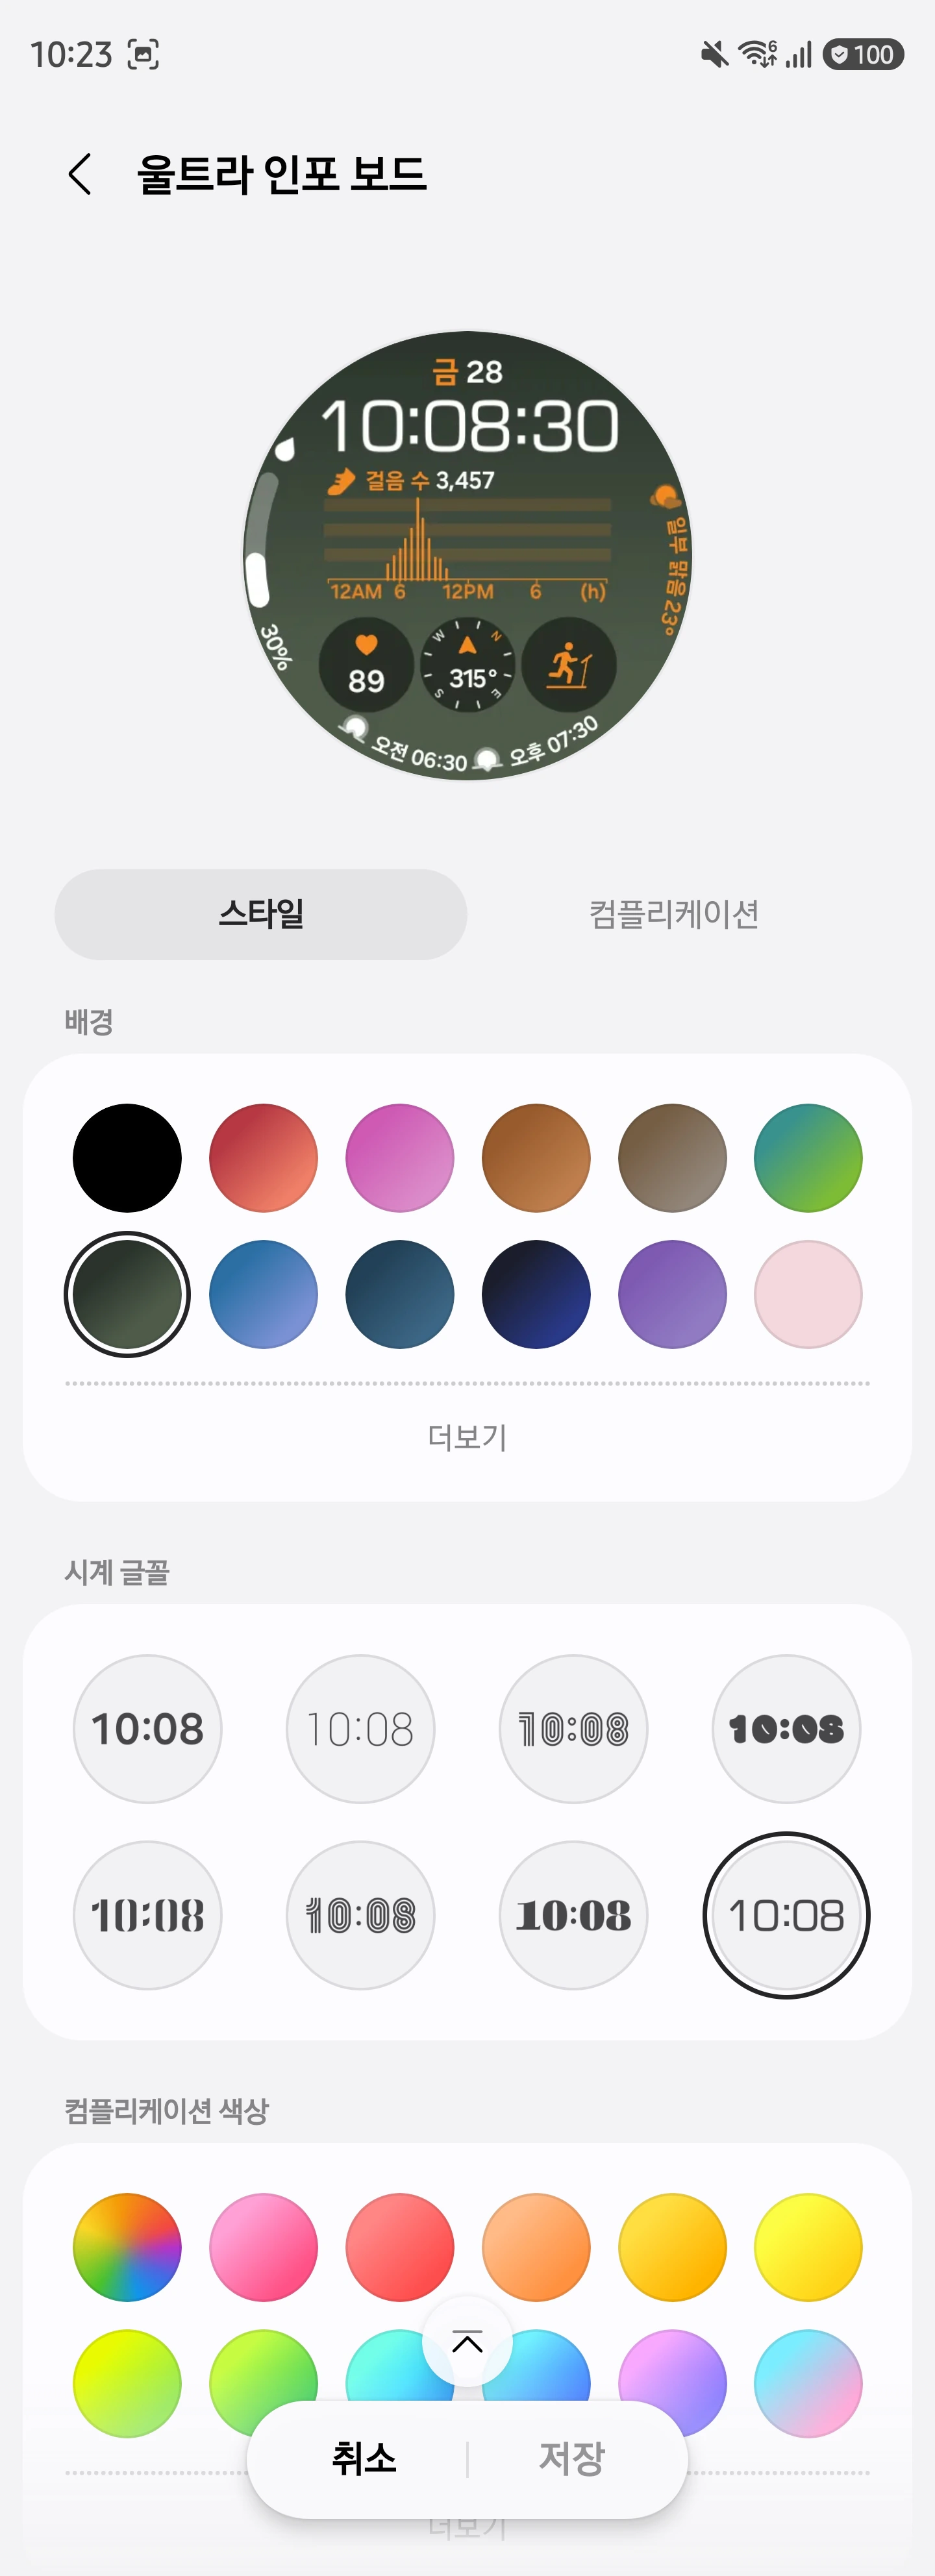 10:23
6
100
울트라 인포 보드
금 28
10:08:30
걸음 수 3,457
12AM 6 12PM 6 (h)
일부 맑음 23°
30%
89
W N
315°
S E
오전 06:30 오후 07:30
스타일 컴플리케이션
배경
더보기
시계 글꼴
10:08 10:08 10:08 10:08
10:08 10:08 10:08 10:08
컴플리케이션 색상
취소 저장
더보기